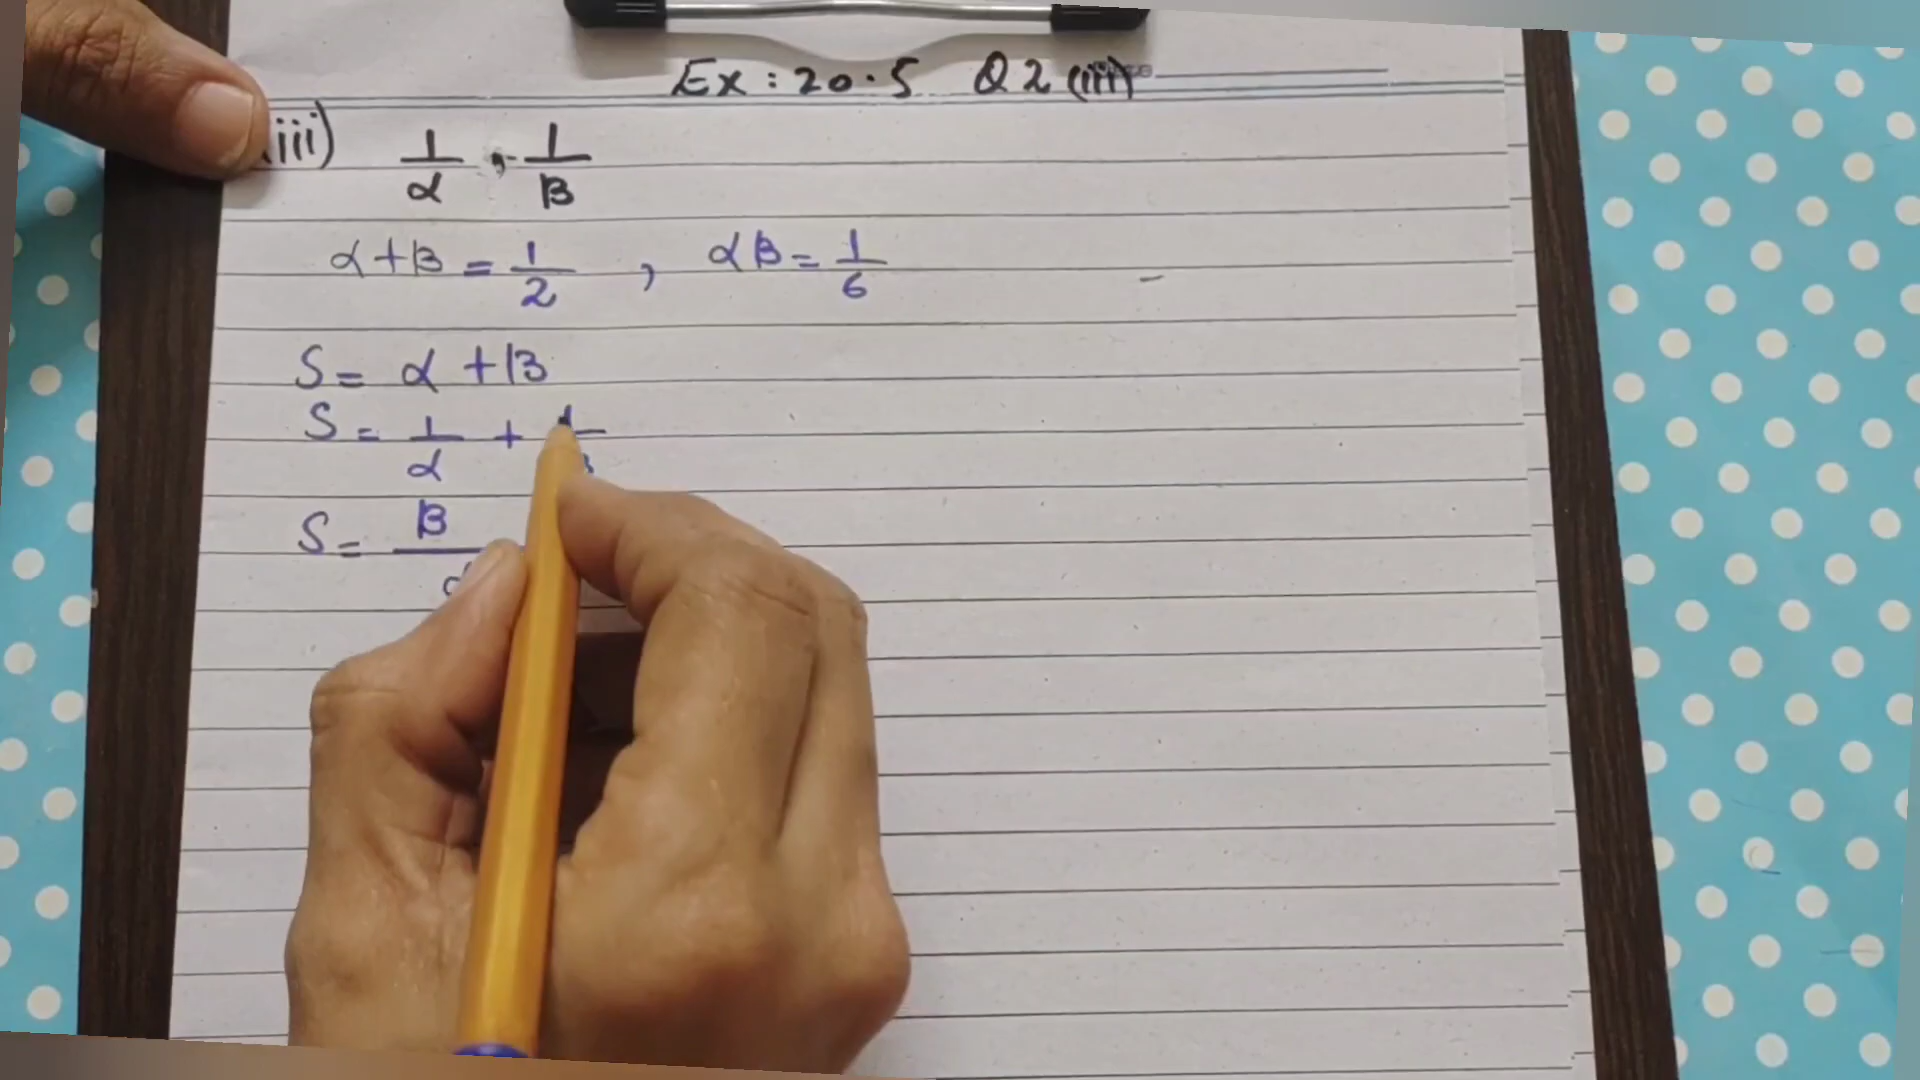 Ex : 20.5 Q2 (iii)
iii) 1/α , 1/β
α + β = 1/2 , αβ = 1/6
S = α + β
S = 1/α + 1/β
S = β